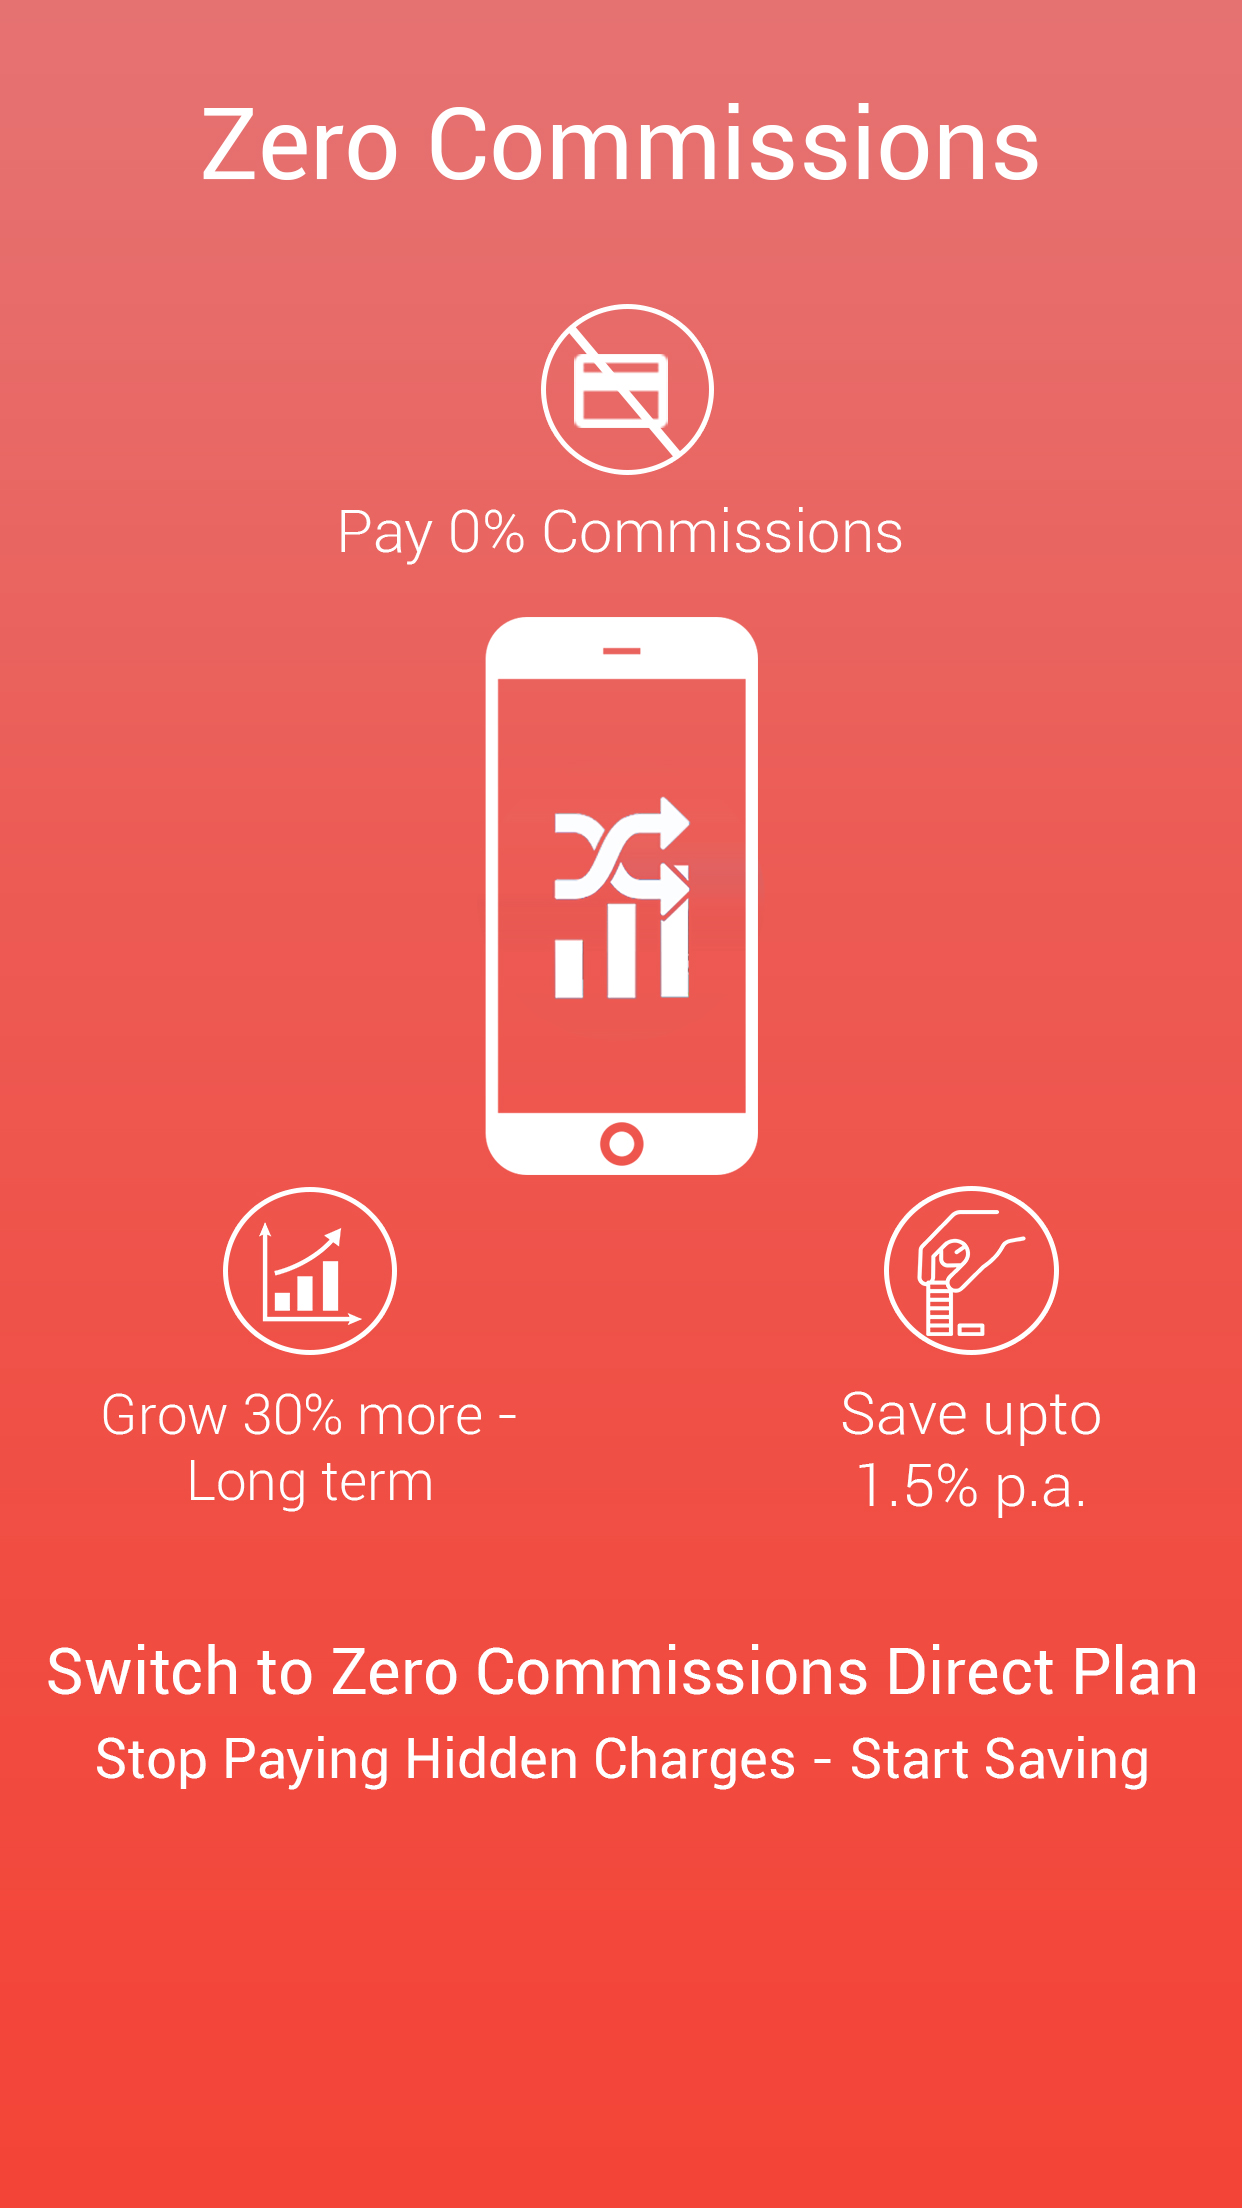 Zero Commissions
Pay 0% Commissions
Grow 30% more -
Long term
Save upto
1.5% p.a.
Switch to Zero Commissions Direct Plan
Stop Paying Hidden Charges - Start Saving